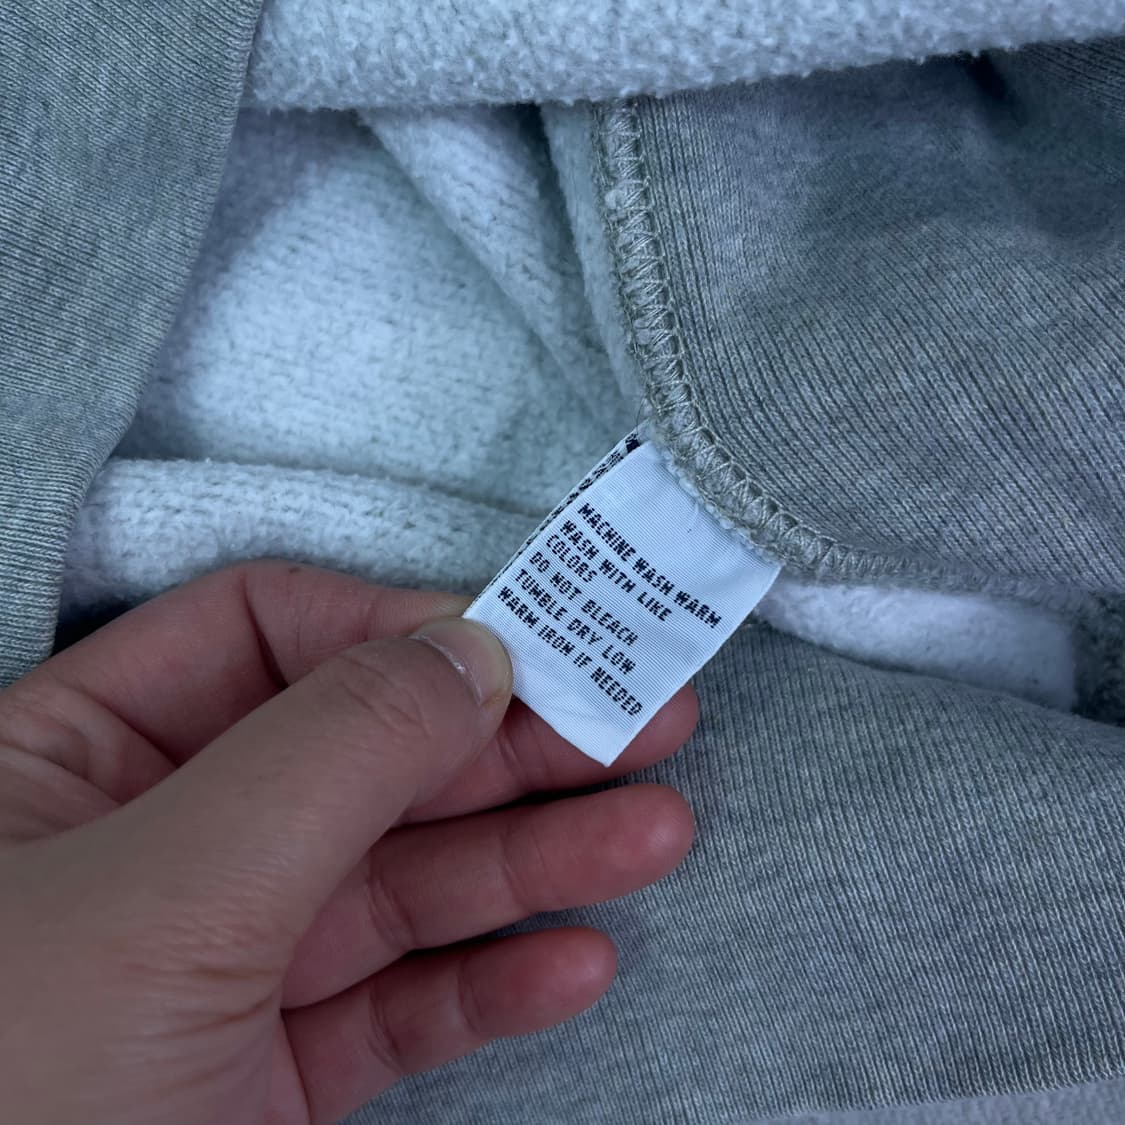 MACHINE WASH WARM
WASH WITH LIKE
COLORS
DO NOT BLEACH
TUMBLE DRY LOW
WARM IRON IF NEEDED